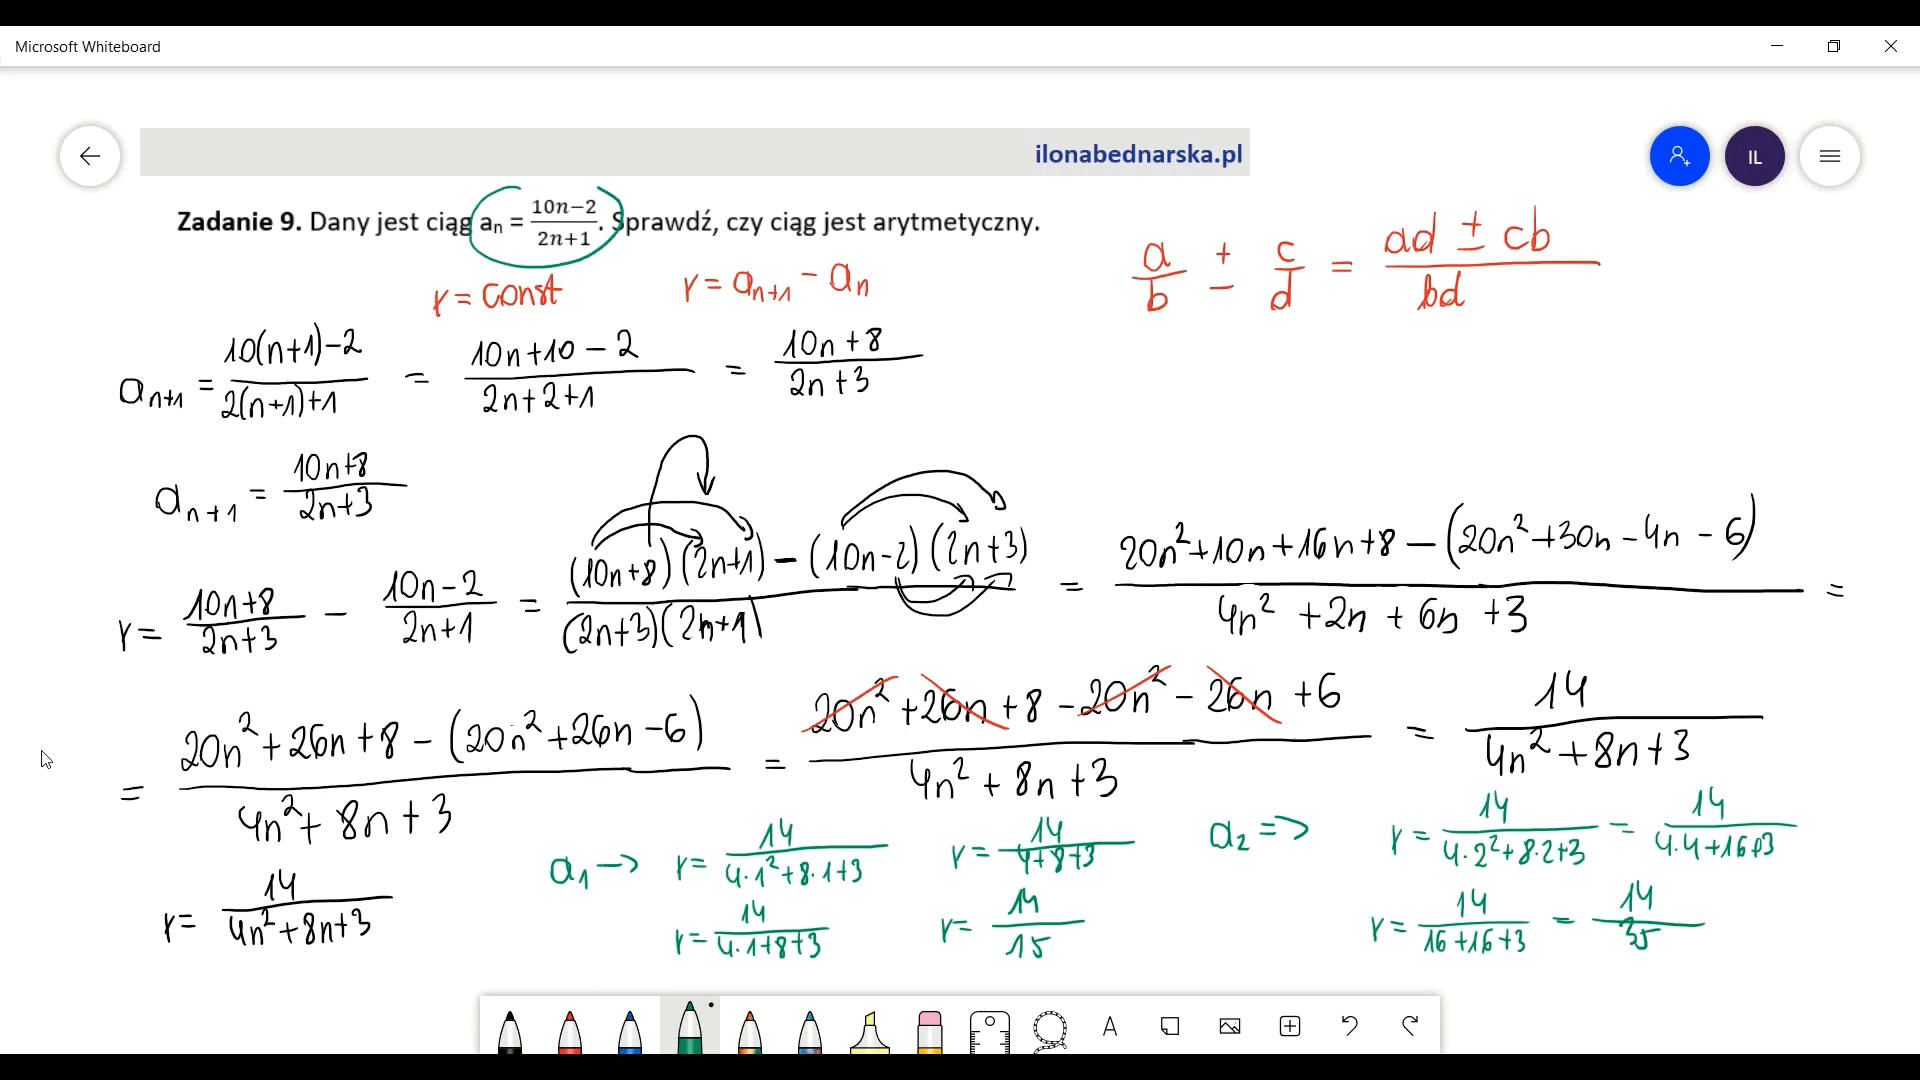 Microsoft Whiteboard
ilonabednarska.pl
IL
Zadanie 9. Dany jest ciąg aₙ = (10n−2)/(2n+1). Sprawdź, czy ciąg jest arytmetyczny.
a/b ± c/d = (ad ± cb)/bd
r = const r = aₙ₊₁ − aₙ
aₙ₊₁ = (10(n+1)−2)/(2(n+1)+1) = (10n+10−2)/(2n+2+1) = (10n+8)/(2n+3)
aₙ₊₁ = (10n+8)/(2n+3)
r = (10n+8)/(2n+3) − (10n−2)/(2n+1) = ((10n+8)(2n+1)−(10n−2)(2n+3))/((2n+3)(2n+1)) = (20n²+10n+16n+8−(20n²+30n−4n−6))/(4n²+2n+6n+3) =
= (20n²+26n+8−(20n²+26n−6))/(4n²+8n+3) = (20n²+26n+8−20n²−26n+6)/(4n²+8n+3) = 14/(4n²+8n+3)
r = 14/(4n²+8n+3)
a₁ → r = 14/(4·1²+8·1+3) r = 14/(4+8+3)
r = 14/(4·1+8+3) r = 14/15
a₂ => r = 14/(4·2²+8·2+3) = 14/(4·4+16+3)
r = 14/(16+16+3) = 14/35
A